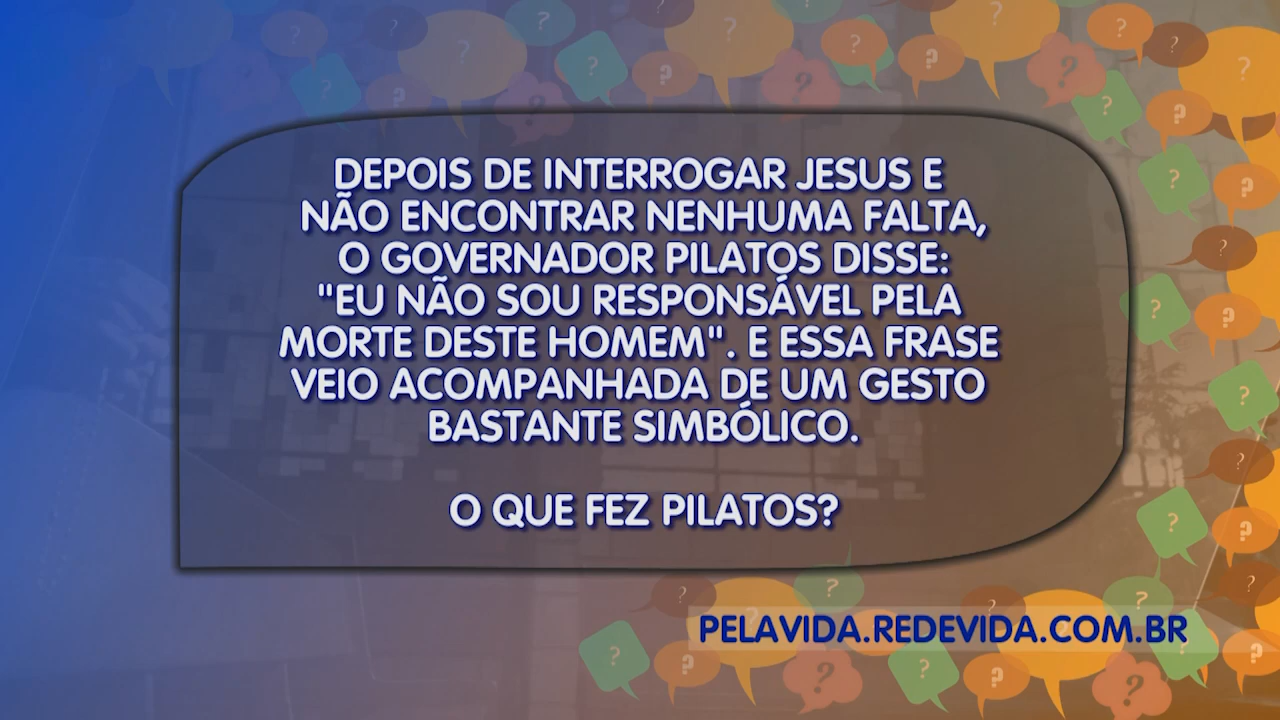 DEPOIS DE INTERROGAR JESUS E
NÃO ENCONTRAR NENHUMA FALTA,
O GOVERNADOR PILATOS DISSE:
"EU NÃO SOU RESPONSÁVEL PELA
MORTE DESTE HOMEM". E ESSA FRASE
VEIO ACOMPANHADA DE UM GESTO
BASTANTE SIMBÓLICO.
O QUE FEZ PILATOS?
PELAVIDA.REDEVIDA.COM.BR